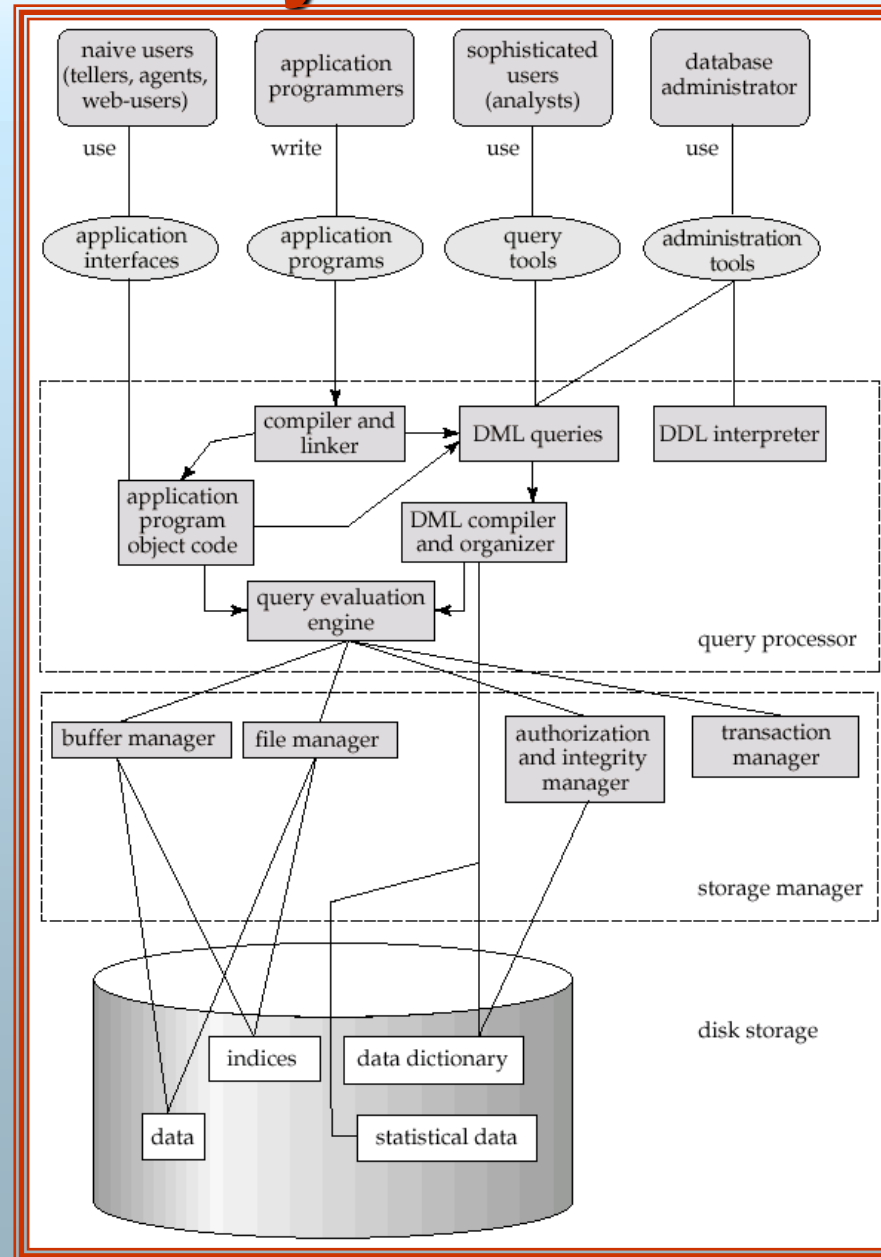 naive users
(tellers, agents,
web-users)
application
programmers
sophisticated
users
(analysts)
database
administrator
use
write
use
use
application
interfaces
application
programs
query
tools
administration
tools
compiler and
linker
DML queries
DDL interpreter
application
program
object code
DML compiler
and organizer
query evaluation
engine
query processor
buffer manager
file manager
authorization
and integrity
manager
transaction
manager
storage manager
disk storage
indices
data dictionary
data
statistical data